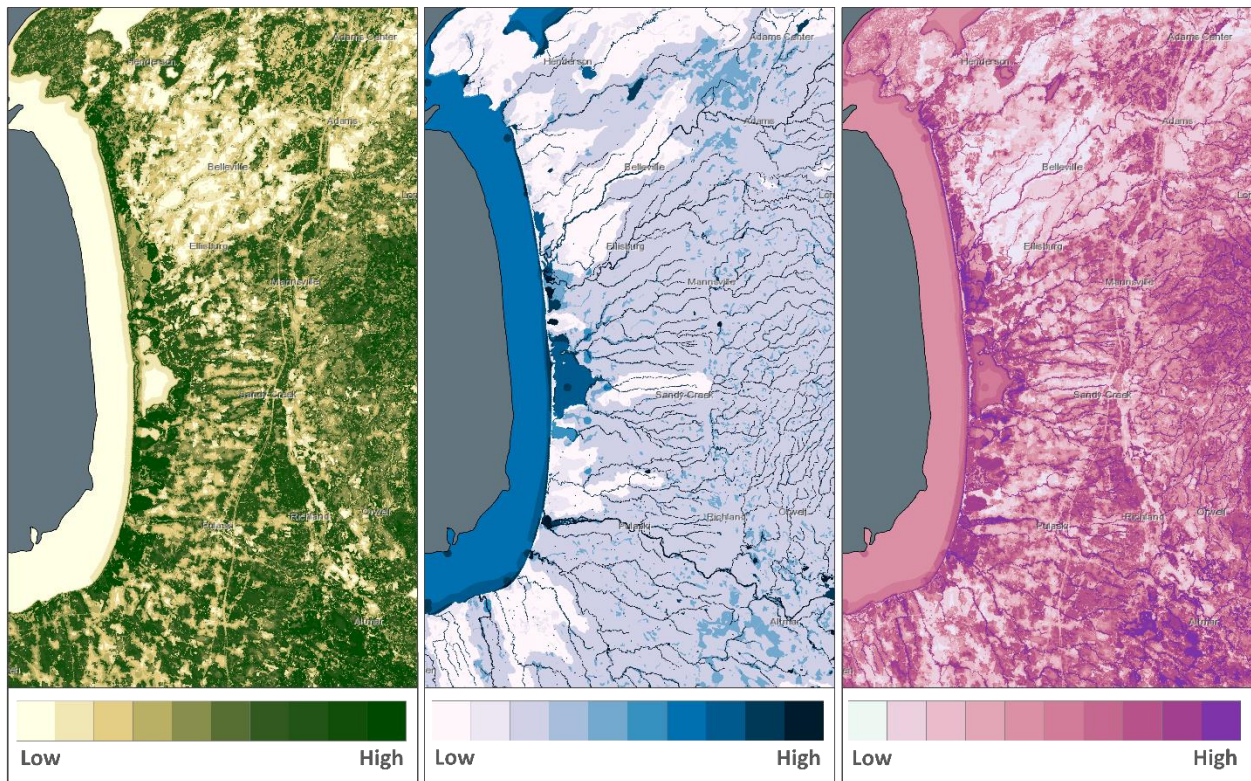 Adams Center
Henderson
Adams
Belleville
Ellisburg
Mannsville
Sandy Creek
Pulaski
Richland
Orwell
Altmar
Low
High
Adams Center
Henderson
Adams
Belleville
Ellisburg
Mannsville
Sandy Creek
Pulaski
Richland
Orwell
Altmar
Low
High
Adams Center
Henderson
Adams
Belleville
Ellisburg
Mannsville
Sandy Creek
Pulaski
Richland
Orwell
Altmar
Low
High